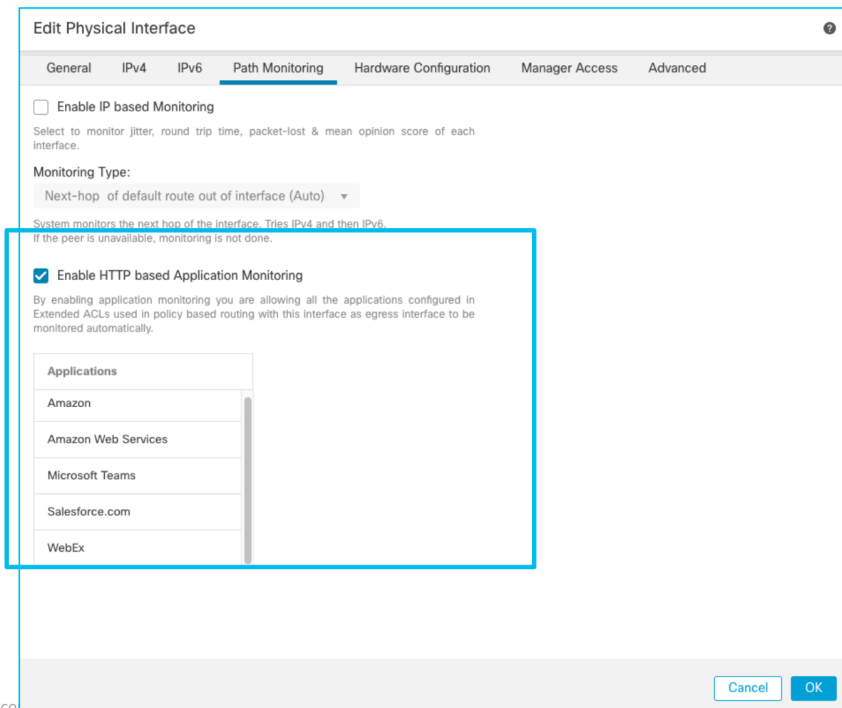 Edit Physical Interface
?
General IPv4 IPv6 Path Monitoring Hardware Configuration Manager Access Advanced
Enable IP based Monitoring
Select to monitor jitter, round trip time, packet-lost & mean opinion score of each
interface.
Monitoring Type:
Next-hop of default route out of interface (Auto)
System monitors the next hop of the interface. Tries IPv4 and then IPv6.
If the peer is unavailable, monitoring is not done.
Enable HTTP based Application Monitoring
By enabling application monitoring you are allowing all the applications configured in
Extended ACLs used in policy based routing with this interface as egress interface to be
monitored automatically.
Applications
Amazon
Amazon Web Services
Microsoft Teams
Salesforce.com
WebEx
Cancel OK